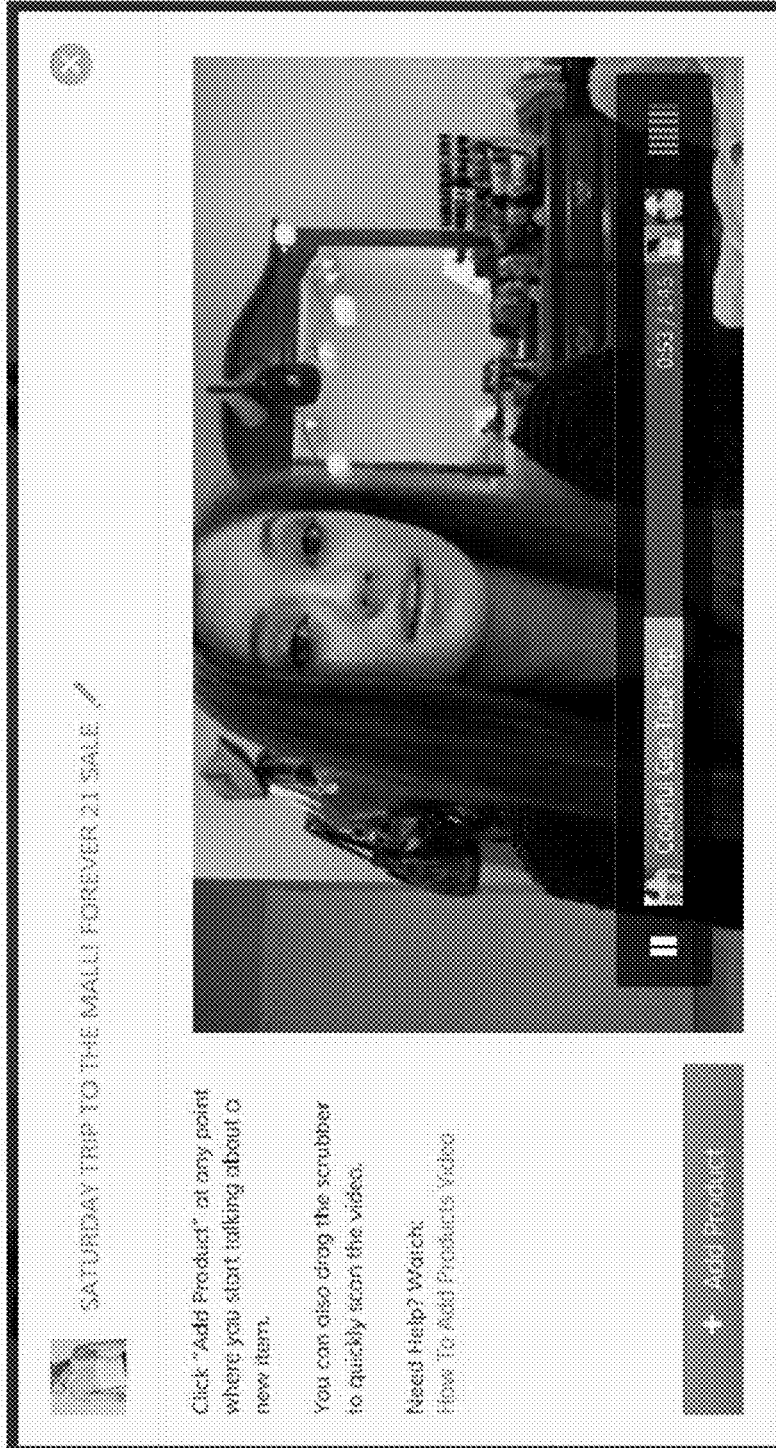 SATURDAY TRIP TO THE MALL! FOREVER 21 SALE
Click "Add Product" at any point
where you start talking about a
new item.
You can also drag the scrubber
to quickly scan the video.
Need Help? Watch:
How To Add Products Video
+ Add Product